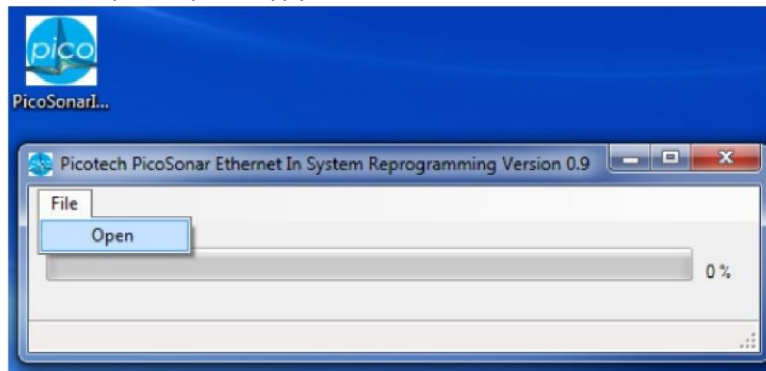 pico
PicoSonarI...
Picotech PicoSonar Ethernet In System Reprogramming Version 0.9
File
Open
0 %